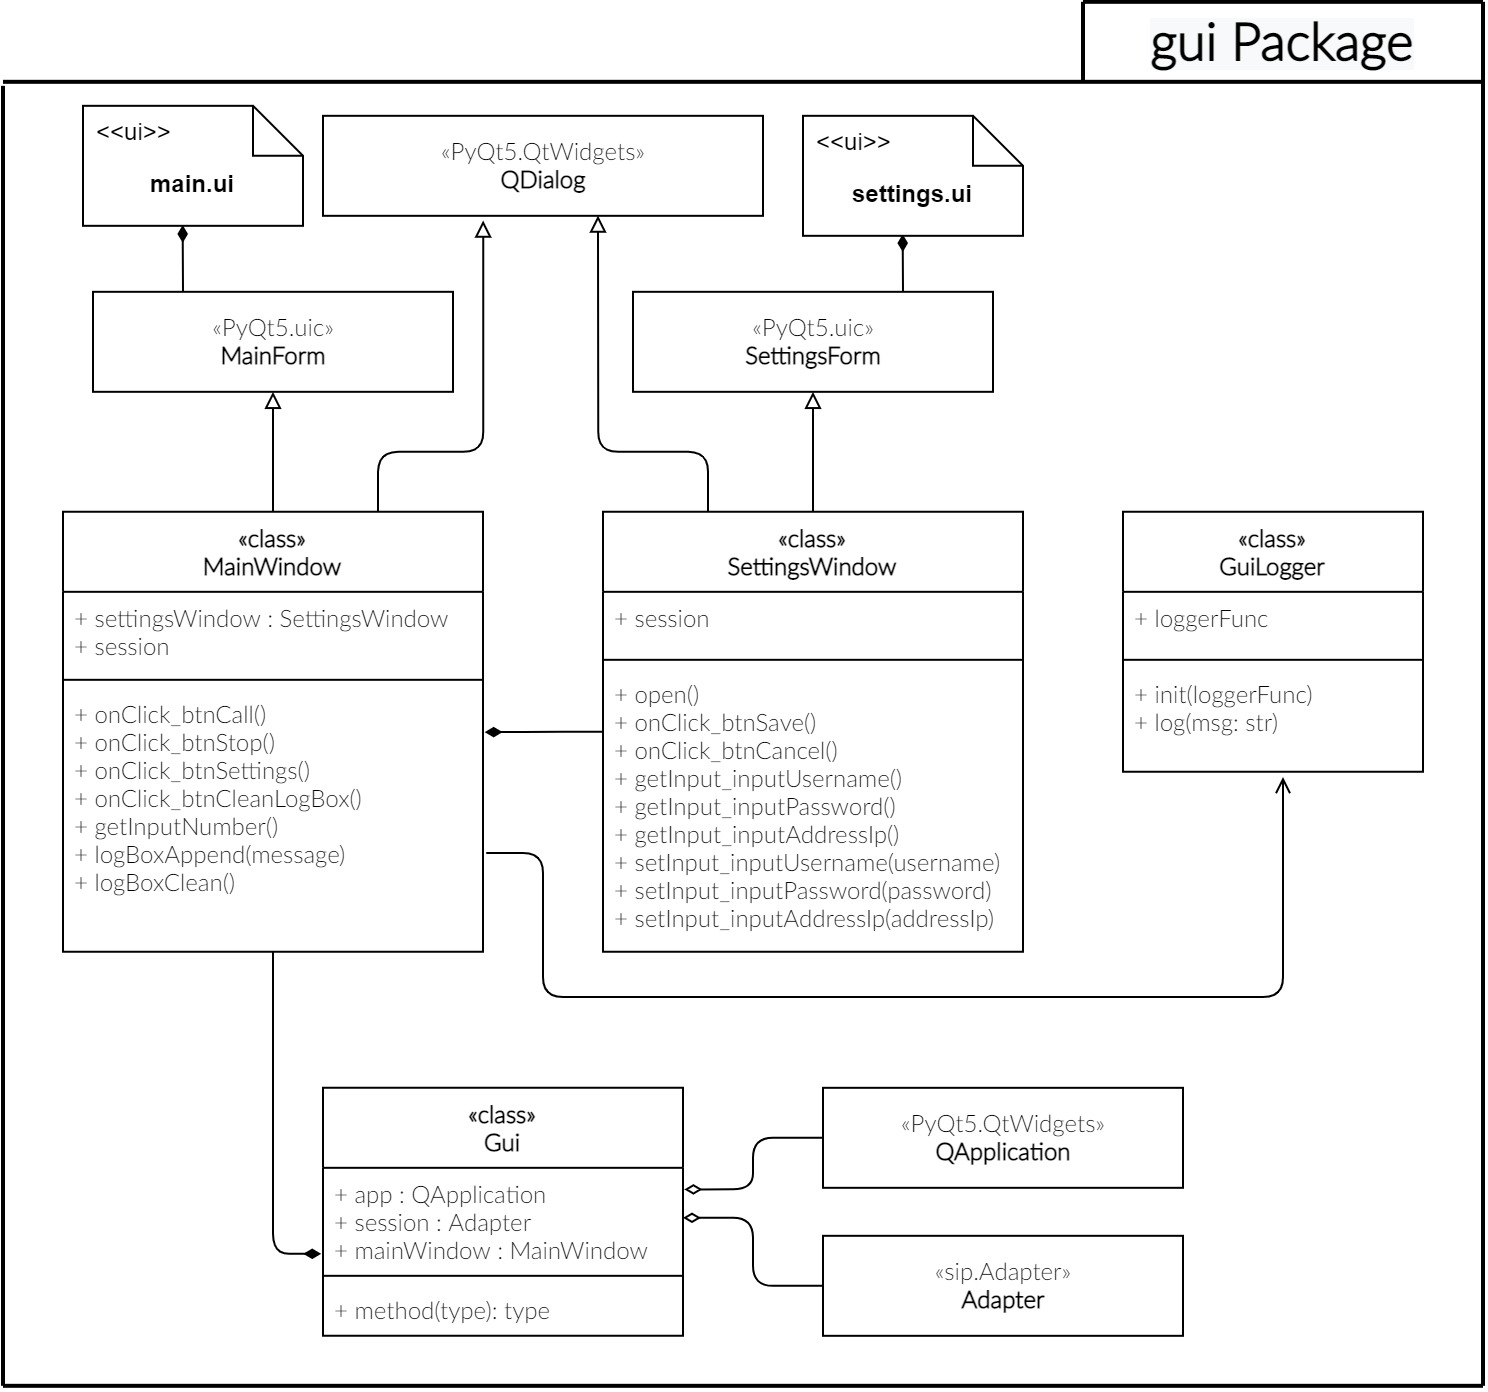 gui Package
<<ui>>
main.ui
«PyQt5.QtWidgets»
QDialog
<<ui>>
settings.ui
«PyQt5.uic»
MainForm
«PyQt5.uic»
SettingsForm
«class»
MainWindow
+ settingsWindow : SettingsWindow
+ session
+ onClick_btnCall()
+ onClick_btnStop()
+ onClick_btnSettings()
+ onClick_btnCleanLogBox()
+ getInputNumber()
+ logBoxAppend(message)
+ logBoxClean()
«class»
SettingsWindow
+ session
+ open()
+ onClick_btnSave()
+ onClick_btnCancel()
+ getInput_inputUsername()
+ getInput_inputPassword()
+ getInput_inputAddressIp()
+ setInput_inputUsername(username)
+ setInput_inputPassword(password)
+ setInput_inputAddressIp(addressIp)
«class»
GuiLogger
+ loggerFunc
+ init(loggerFunc)
+ log(msg: str)
«class»
Gui
+ app : QApplication
+ session : Adapter
+ mainWindow : MainWindow
+ method(type): type
«PyQt5.QtWidgets»
QApplication
«sip.Adapter»
Adapter